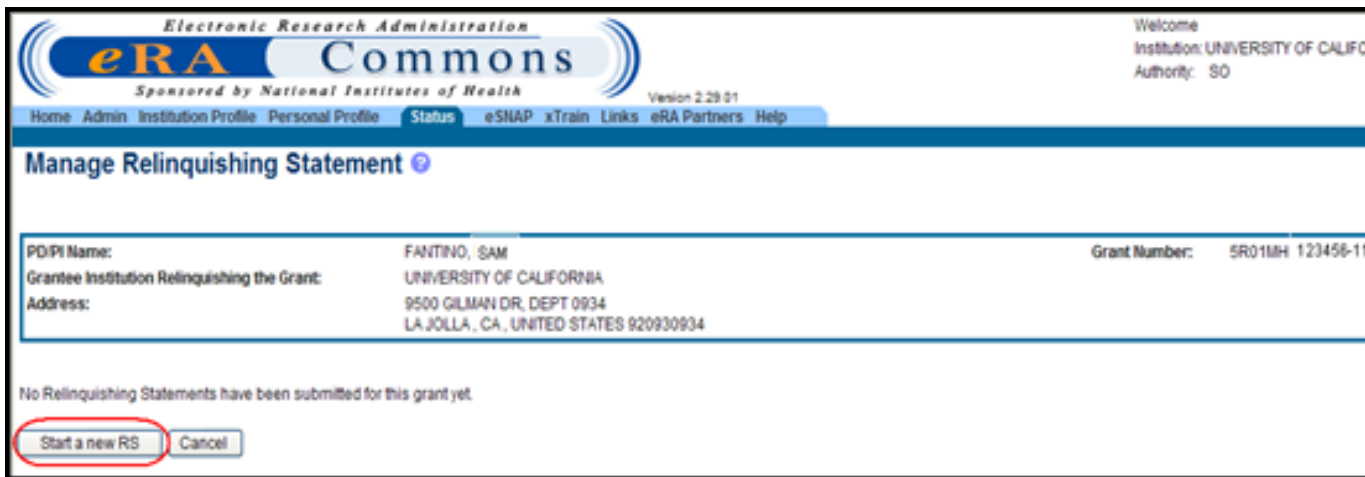 Electronic Research Administration
eRA Commons
Sponsored by National Institutes of Health
Version 2.29.01
Welcome
Institution: UNIVERSITY OF CALIFO
Authority: SO
Home Admin Institution Profile Personal Profile Status eSNAP xTrain Links eRA Partners Help
Manage Relinquishing Statement ?
PD/PI Name: FANTINO, SAM Grant Number: 5R01MH 123456-11
Grantee Institution Relinquishing the Grant: UNIVERSITY OF CALIFORNIA
Address: 9500 GILMAN DR, DEPT 0934
LA JOLLA , CA , UNITED STATES 920930934
No Relinquishing Statements have been submitted for this grant yet.
Start a new RS Cancel